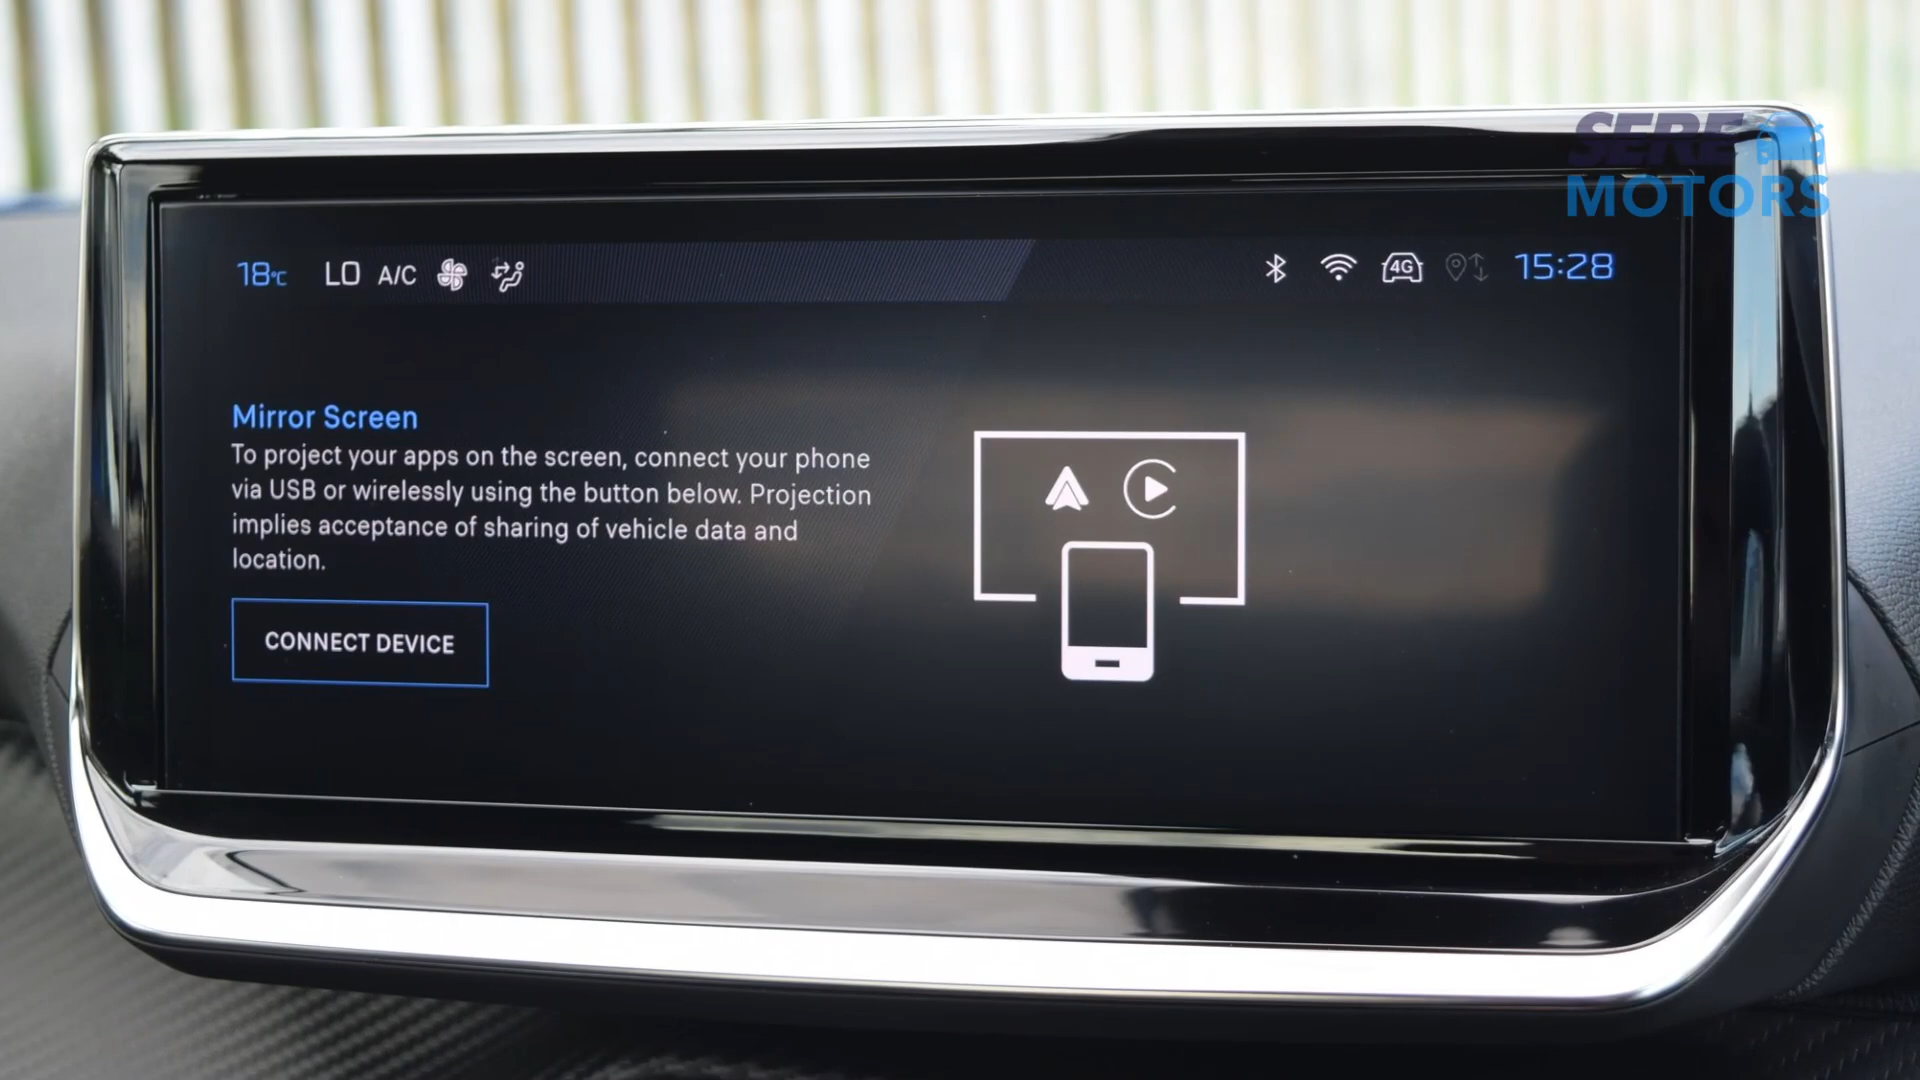 SERE
MOTORS
18°C LO A/C 4G 15:28
Mirror Screen
To project your apps on the screen, connect your phone
via USB or wirelessly using the button below. Projection
implies acceptance of sharing of vehicle data and
location.
CONNECT DEVICE